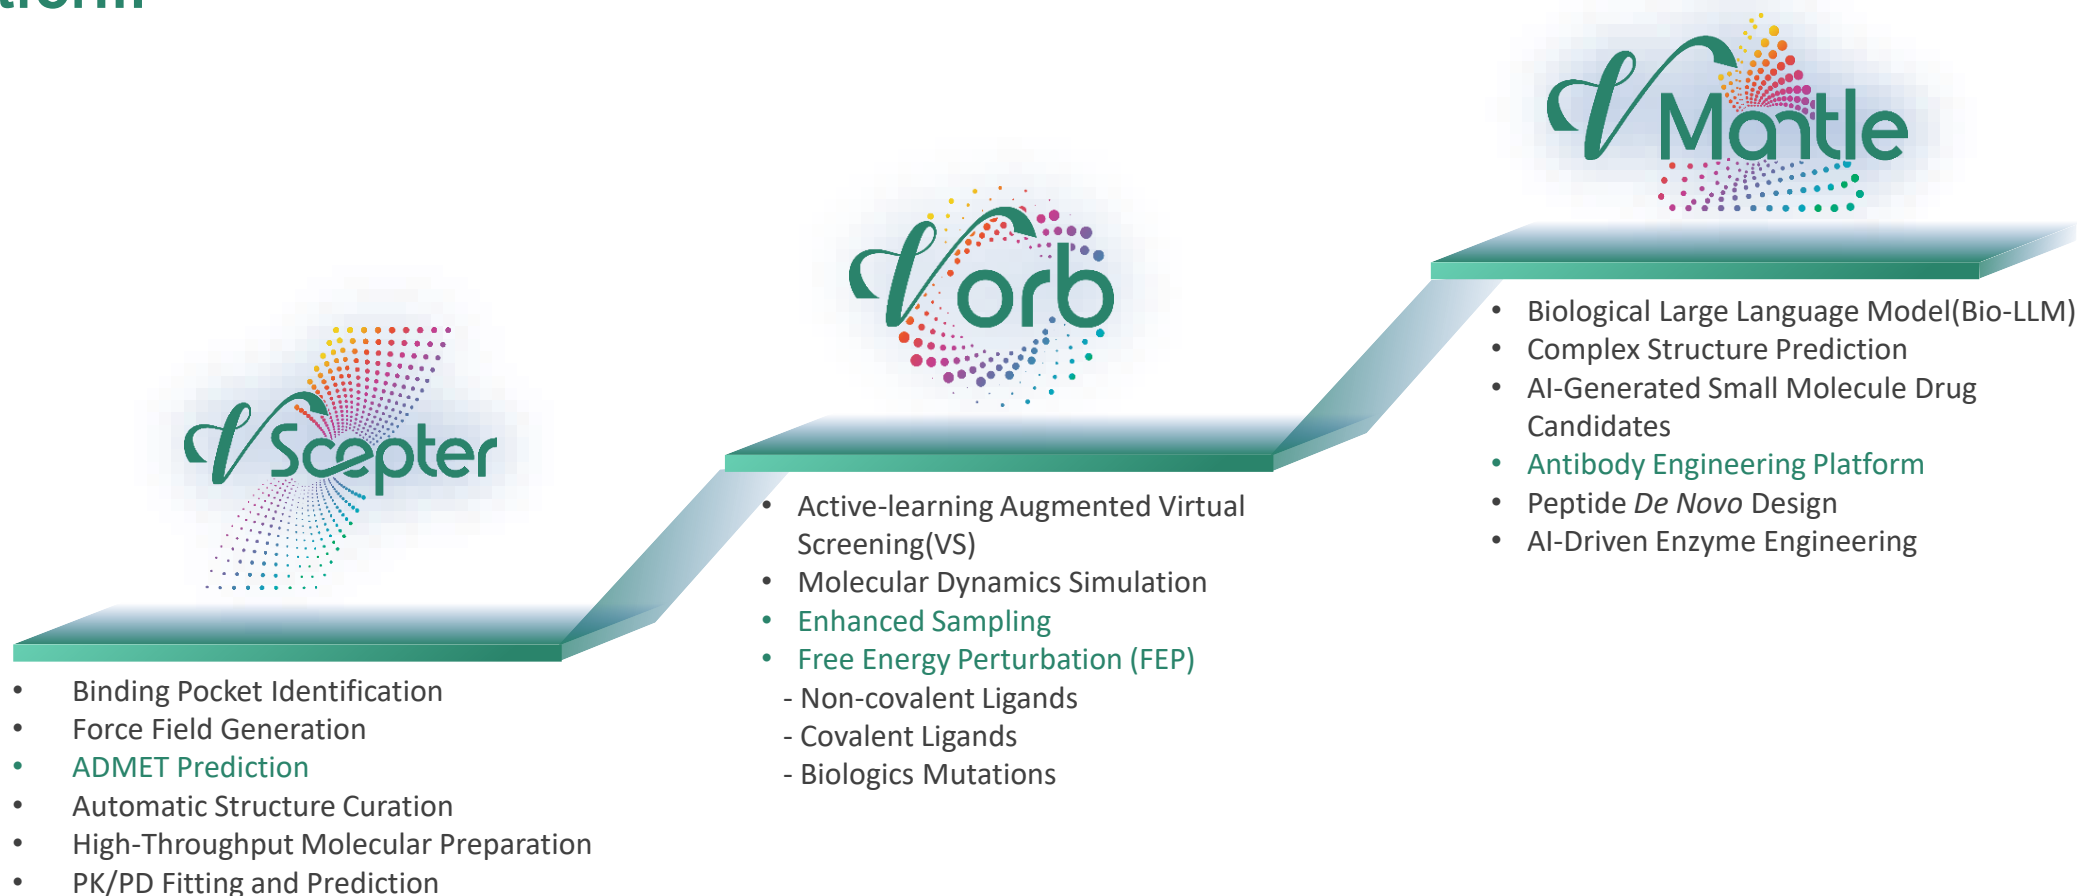 V Scepter
• Binding Pocket Identification
• Force Field Generation
• ADMET Prediction
• Automatic Structure Curation
• High-Throughput Molecular Preparation
• PK/PD Fitting and Prediction
V orb
• Active-learning Augmented Virtual
Screening(VS)
• Molecular Dynamics Simulation
• Enhanced Sampling
• Free Energy Perturbation (FEP)
- Non-covalent Ligands
- Covalent Ligands
- Biologics Mutations
V Mantle
• Biological Large Language Model(Bio-LLM)
• Complex Structure Prediction
• AI-Generated Small Molecule Drug
Candidates
• Antibody Engineering Platform
• Peptide De Novo Design
• AI-Driven Enzyme Engineering